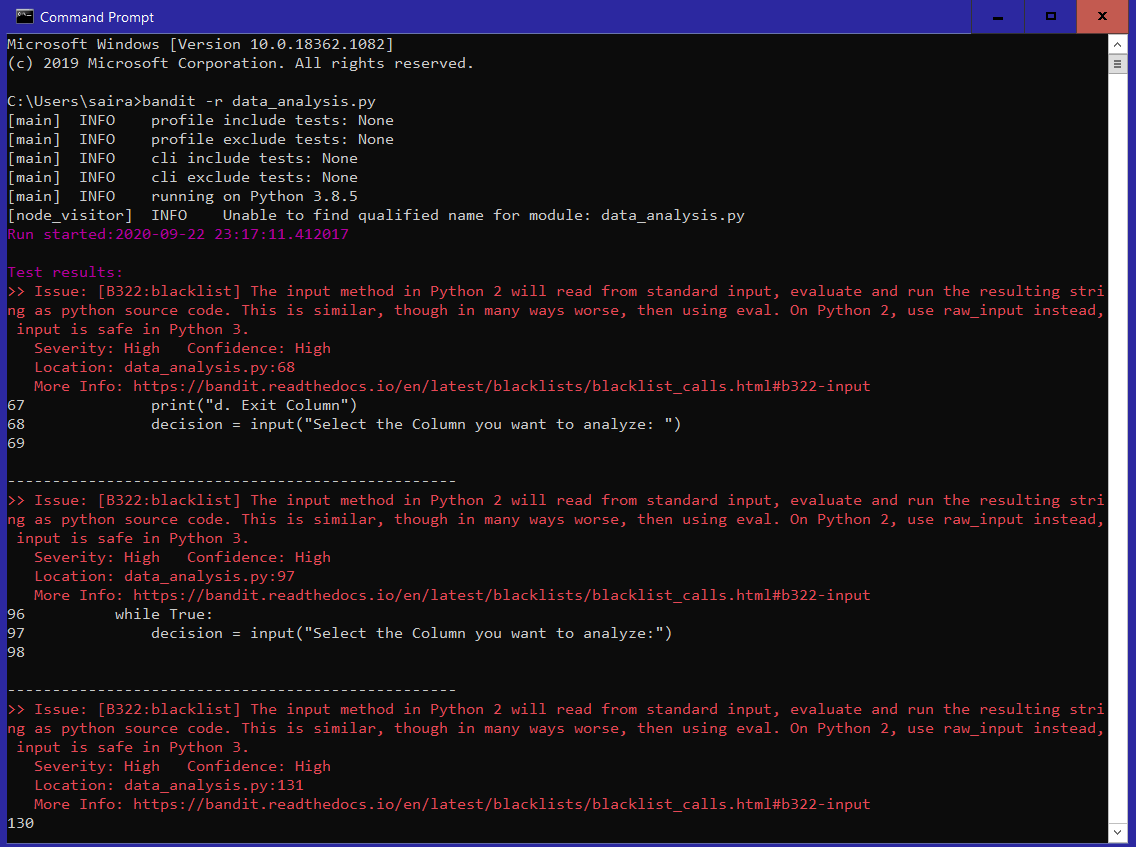 Command Prompt
Microsoft Windows [Version 10.0.18362.1082]
(c) 2019 Microsoft Corporation. All rights reserved.
C:\Users\saira>bandit -r data_analysis.py
[main]  INFO    profile include tests: None
[main]  INFO    profile exclude tests: None
[main]  INFO    cli include tests: None
[main]  INFO    cli exclude tests: None
[main]  INFO    running on Python 3.8.5
[node_visitor]  INFO    Unable to find qualified name for module: data_analysis.py
Run started:2020-09-22 23:17:11.412017
Test results:
>> Issue: [B322:blacklist] The input method in Python 2 will read from standard input, evaluate and run the resulting stri
ng as python source code. This is similar, though in many ways worse, then using eval. On Python 2, use raw_input instead,
 input is safe in Python 3.
   Severity: High   Confidence: High
   Location: data_analysis.py:68
   More Info: https://bandit.readthedocs.io/en/latest/blacklists/blacklist_calls.html#b322-input
67              print("d. Exit Column")
68              decision = input("Select the Column you want to analyze: ")
69
--------------------------------------------------
>> Issue: [B322:blacklist] The input method in Python 2 will read from standard input, evaluate and run the resulting stri
ng as python source code. This is similar, though in many ways worse, then using eval. On Python 2, use raw_input instead,
 input is safe in Python 3.
   Severity: High   Confidence: High
   Location: data_analysis.py:97
   More Info: https://bandit.readthedocs.io/en/latest/blacklists/blacklist_calls.html#b322-input
96          while True:
97              decision = input("Select the Column you want to analyze:")
98
--------------------------------------------------
>> Issue: [B322:blacklist] The input method in Python 2 will read from standard input, evaluate and run the resulting stri
ng as python source code. This is similar, though in many ways worse, then using eval. On Python 2, use raw_input instead,
 input is safe in Python 3.
   Severity: High   Confidence: High
   Location: data_analysis.py:131
   More Info: https://bandit.readthedocs.io/en/latest/blacklists/blacklist_calls.html#b322-input
130